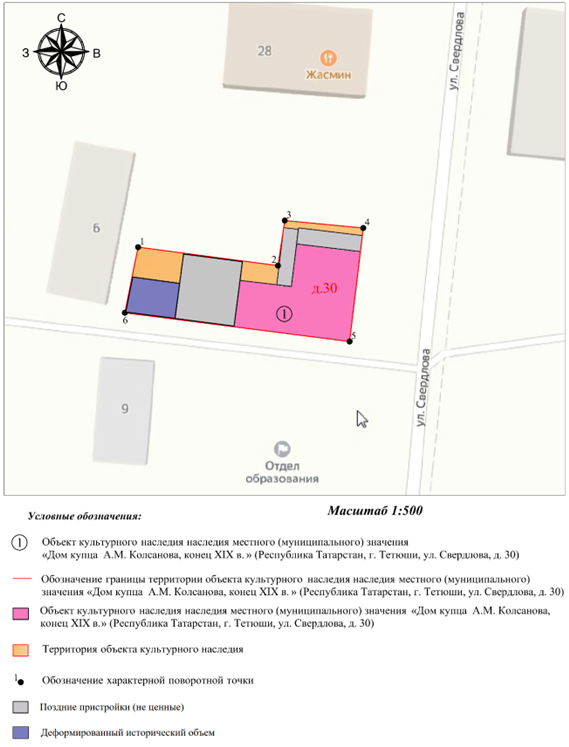 С
З
В
Ю
28
Жасмин
ул. Свердлова
6
1
2
3
4
д.30
1
5
6
9
ул. Свердлова
Отдел
образования
Условные обозначения:
Масштаб 1:500
1
Объект культурного наследия наследия местного (муниципального) значения
«Дом купца А.М. Колсанова, конец XIX в. » (Республика Татарстан, г. Тетюши, ул. Свердлова, д. 30)
Обозначение границы территории объекта культурного наследия наследия местного (муниципального)
значения «Дом купца А.М. Колсанова, конец XIX в. » (Республика Татарстан, г. Тетюши, ул. Свердлова, д. 30)
Объект культурного наследия наследия местного (муниципального) значения «Дом купца А.М. Колсанова,
конец XIX в.» (Республика Татарстан, г. Тетюши, ул. Свердлова, д. 30)
Территория объекта культурного наследия
1
Обозначение характерной поворотной точки
Поздние пристройки (не ценные)
Деформированный исторический объем